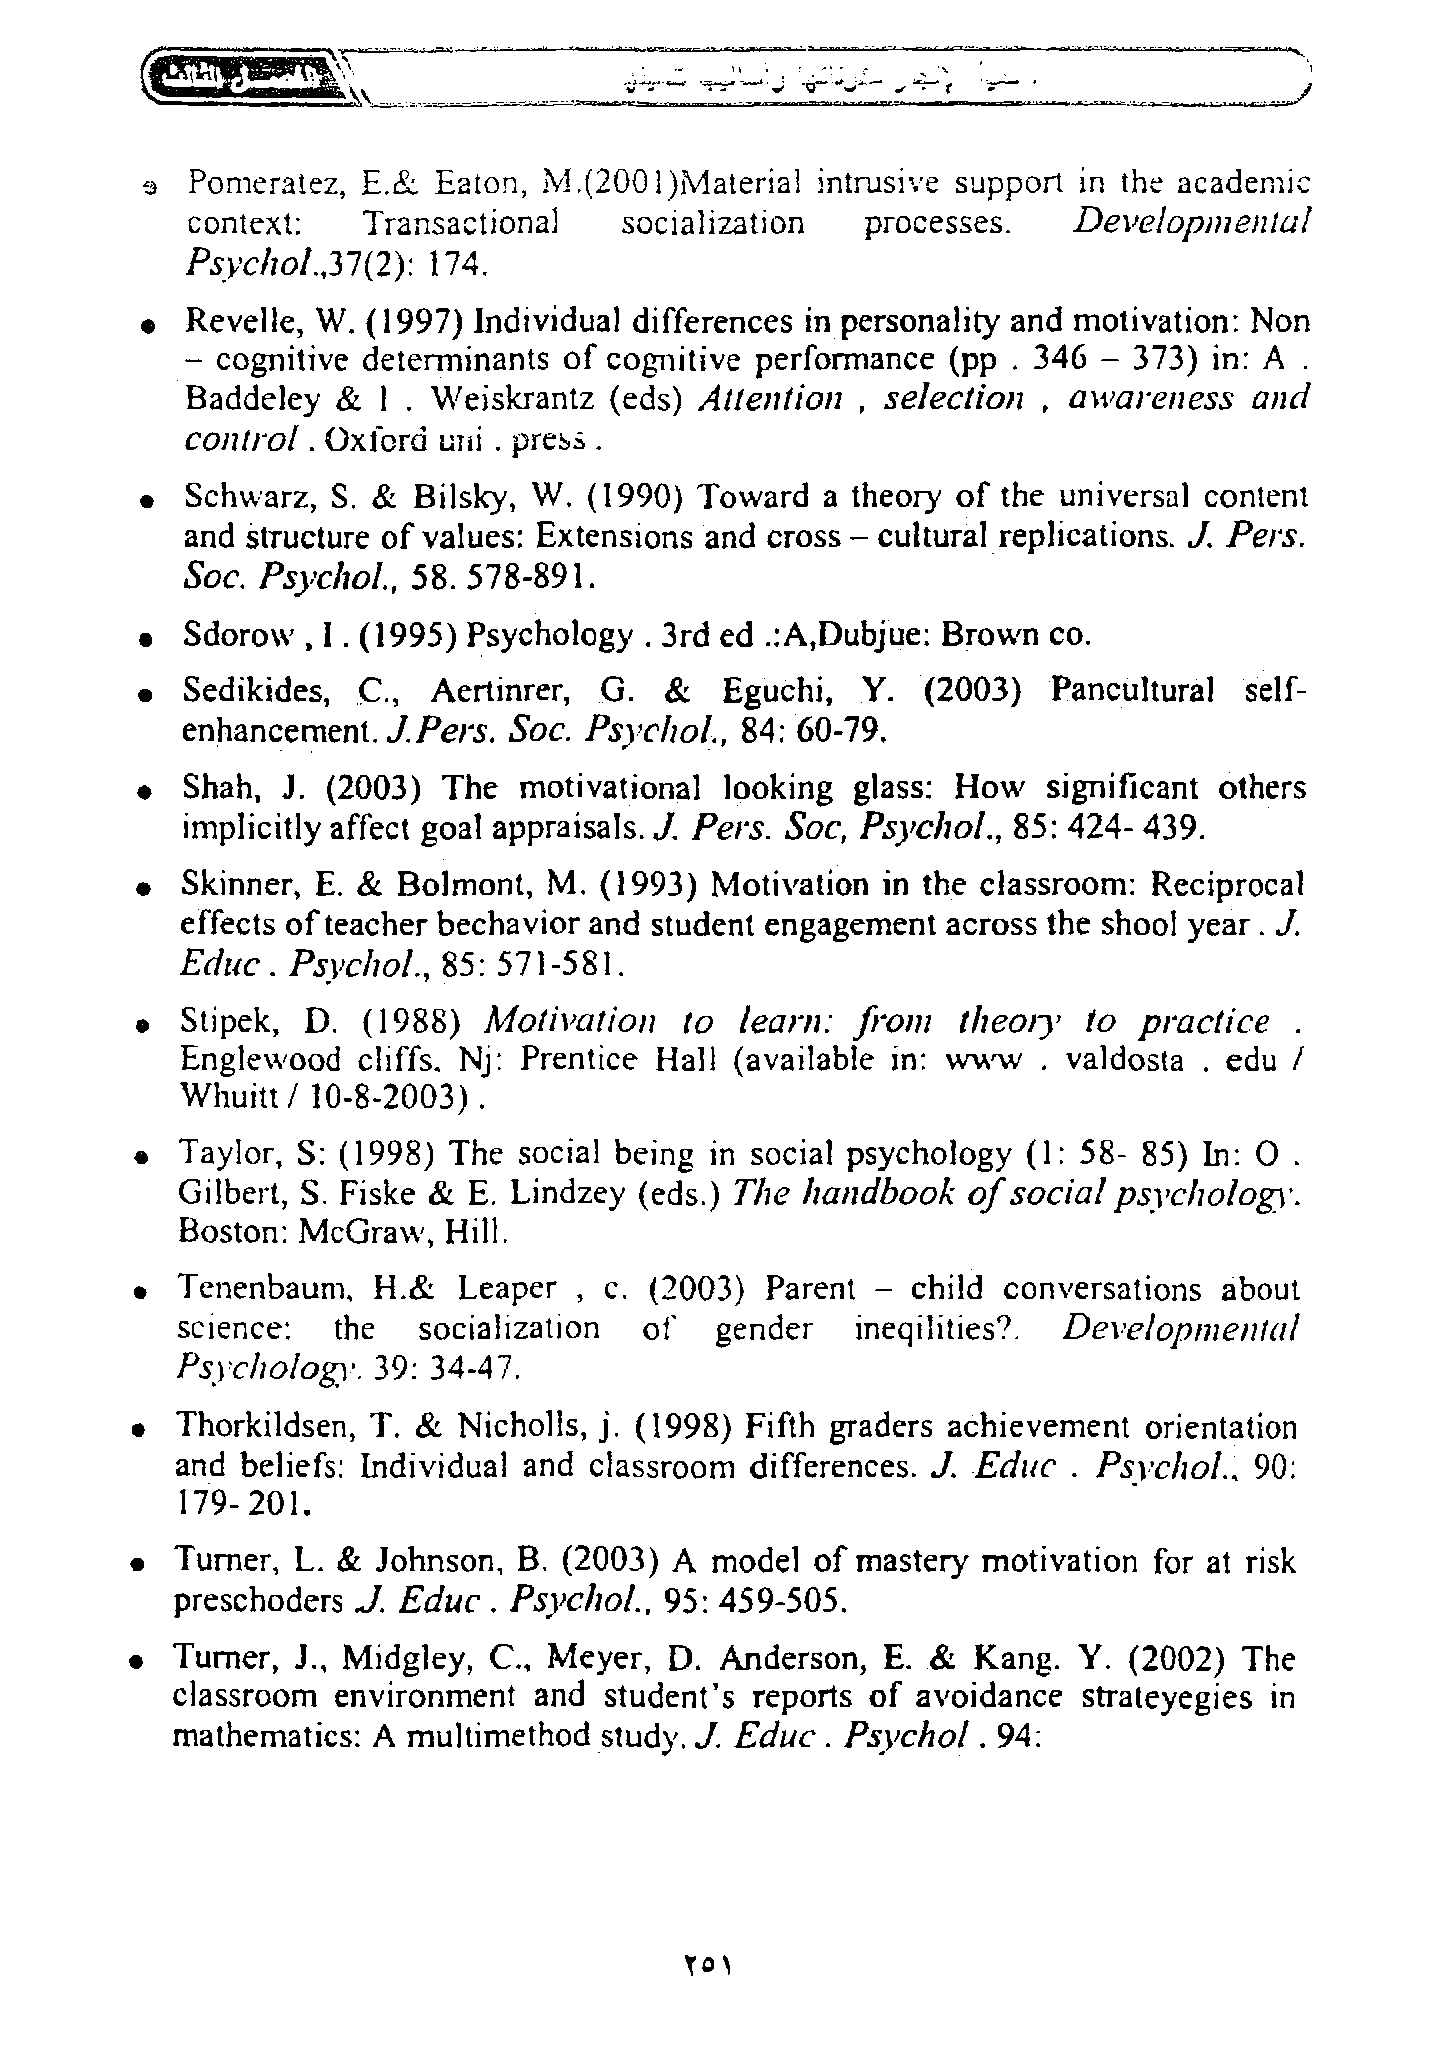 Pomeratez, E.& Eaton, M.(2001)Material intrusive support in the academic
context: Transactional socialization processes. Developmental
Psychol.,37(2): 174.
• Revelle, W. (1997) Individual differences in personality and motivation: Non
– cognitive determinants of cognitive performance (pp . 346 – 373) in: A .
Baddeley & I . Weiskrantz (eds) Attention , selection , awareness and
control . Oxford uni . press .
• Schwarz, S. & Bilsky, W. (1990) Toward a theory of the universal content
and structure of values: Extensions and cross – cultural replications. J. Pers.
Soc. Psychol., 58. 578-891.
• Sdorow , I . (1995) Psychology . 3rd ed .:A,Dubjue: Brown co.
• Sedikides, C., Aertinrer, G. & Eguchi, Y. (2003) Pancultural self-
enhancement. J.Pers. Soc. Psychol., 84: 60-79.
• Shah, J. (2003) The motivational looking glass: How significant others
implicitly affect goal appraisals. J. Pers. Soc, Psychol., 85: 424- 439.
• Skinner, E. & Bolmont, M. (1993) Motivation in the classroom: Reciprocal
effects of teacher bechavior and student engagement across the shool year . J.
Educ . Psychol., 85: 571-581.
• Stipek, D. (1988) Motivation to learn: from theory to practice .
Englewood cliffs. Nj: Prentice Hall (available in: www . valdosta . edu /
Whuitt / 10-8-2003) .
• Taylor, S: (1998) The social being in social psychology (1: 58- 85) In: O .
Gilbert, S. Fiske & E. Lindzey (eds.) The handbook of social psychology.
Boston: McGraw, Hill.
• Tenenbaum, H.& Leaper , c. (2003) Parent – child conversations about
science: the socialization of gender ineqilities?. Developmental
Psychology. 39: 34-47.
• Thorkildsen, T. & Nicholls, j. (1998) Fifth graders achievement orientation
and beliefs: Individual and classroom differences. J. Educ . Psychol., 90:
179- 201.
• Turner, L. & Johnson, B. (2003) A model of mastery motivation for at risk
preschoders J. Educ . Psychol., 95: 459-505.
• Turner, J., Midgley, C., Meyer, D. Anderson, E. & Kang. Y. (2002) The
classroom environment and student's reports of avoidance strateyegies in
mathematics: A multimethod study. J. Educ . Psychol . 94:
٢٥١